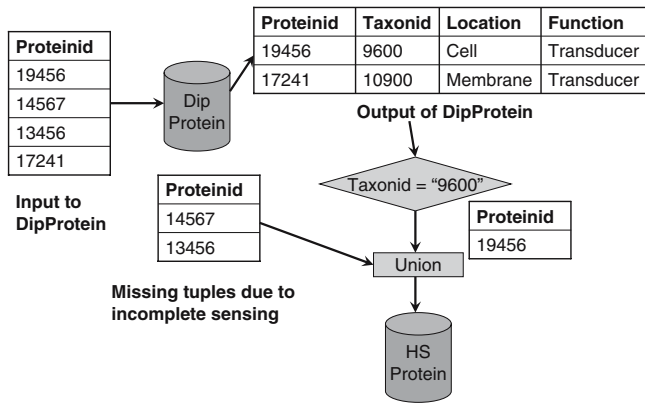 Proteinid
19456
14567
13456
17241
Input to
DipProtein
Dip
Protein
Proteinid Taxonid Location Function
19456 9600 Cell Transducer
17241 10900 Membrane Transducer
Output of DipProtein
Taxonid = “9600”
Proteinid
14567
13456
Missing tuples due to
incomplete sensing
Proteinid
19456
Union
HS
Protein